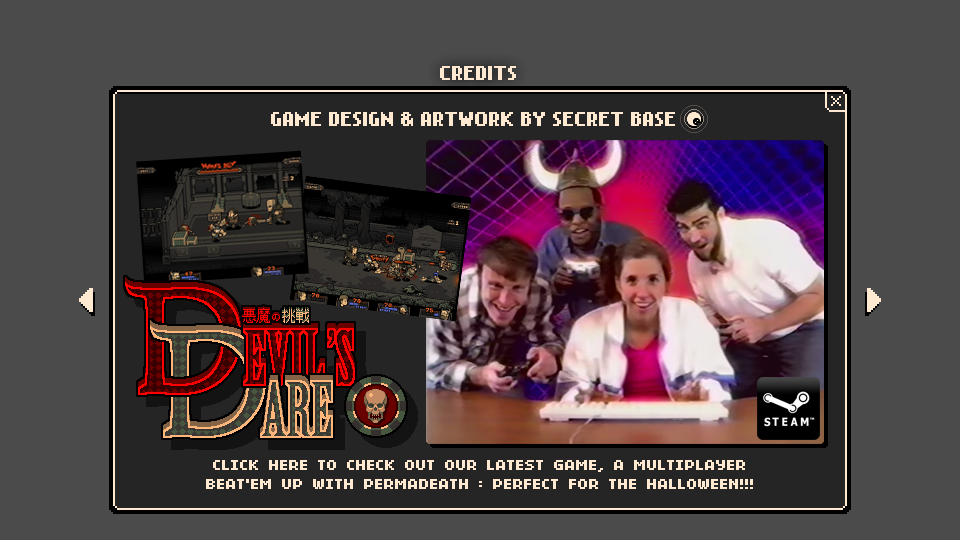 CREDITS
GAME DESIGN & ARTWORK BY SECRET BASE
悪魔の挑戦
DEVIL'S
DARE
STEAM™
CLICK HERE TO CHECK OUT OUR LATEST GAME, A MULTIPLAYER
BEAT'EM UP WITH PERMADEATH : PERFECT FOR THE HALLOWEEN!!!